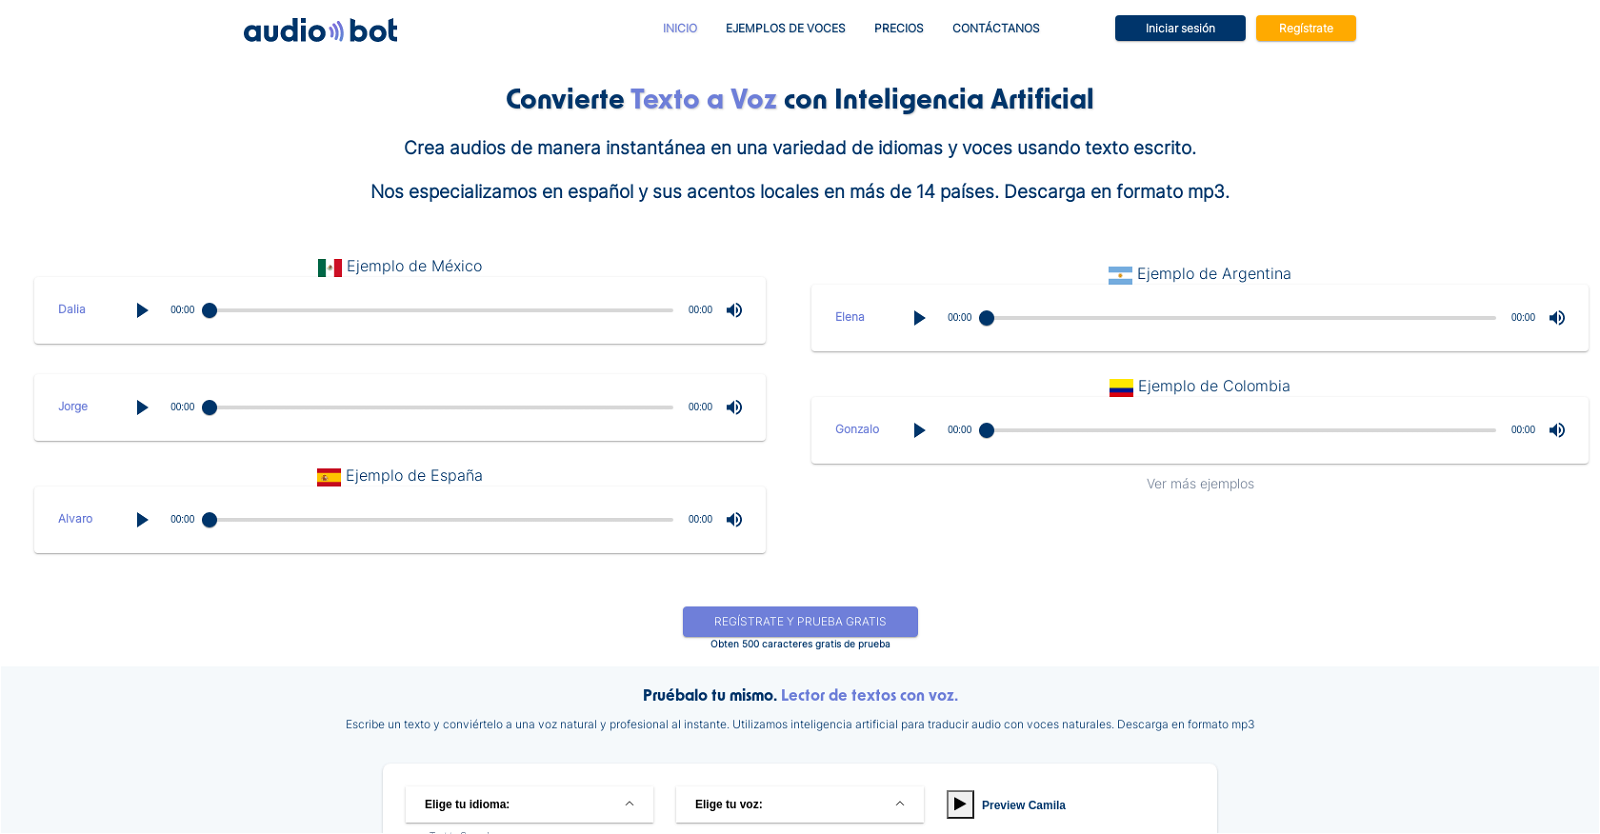 audio bot
INICIO
EJEMPLOS DE VOCES
PRECIOS
CONTÁCTANOS
Iniciar sesión
Regístrate
Convierte Texto a Voz con Inteligencia Artificial
Crea audios de manera instantánea en una variedad de idiomas y voces usando texto escrito.
Nos especializamos en español y sus acentos locales en más de 14 países. Descarga en formato mp3.
Ejemplo de México
Dalia
00:00
00:00
Jorge
00:00
00:00
Ejemplo de España
Alvaro
00:00
00:00
Ejemplo de Argentina
Elena
00:00
00:00
Ejemplo de Colombia
Gonzalo
00:00
00:00
Ver más ejemplos
REGÍSTRATE Y PRUEBA GRATIS
Obten 500 caracteres gratis de prueba
Pruébalo tu mismo. Lector de textos con voz.
Escribe un texto y conviértelo a una voz natural y profesional al instante. Utilizamos inteligencia artificial para traducir audio con voces naturales. Descarga en formato mp3
Elige tu idioma:
Elige tu voz:
Preview Camila